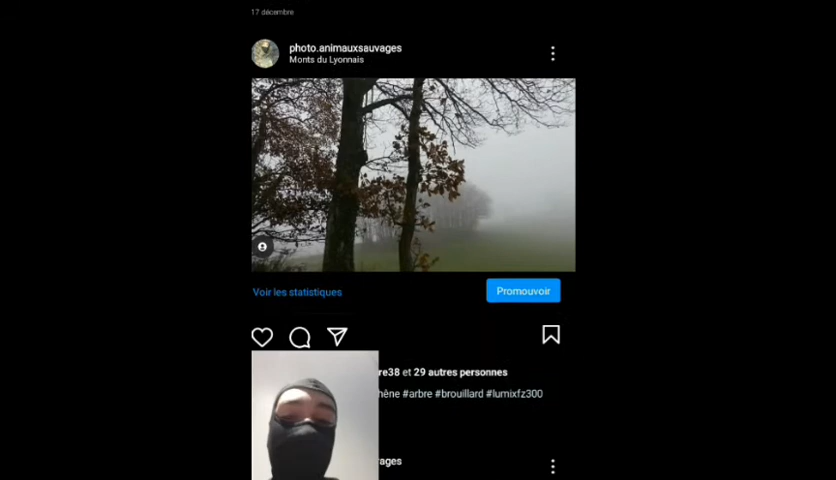 17 décembre
photo.animauxsauvages
Monts du Lyonnais
Voir les statistiques
Promouvoir
re38 et 29 autres personnes
hêne #arbre #brouillard #lumixfz300
ages